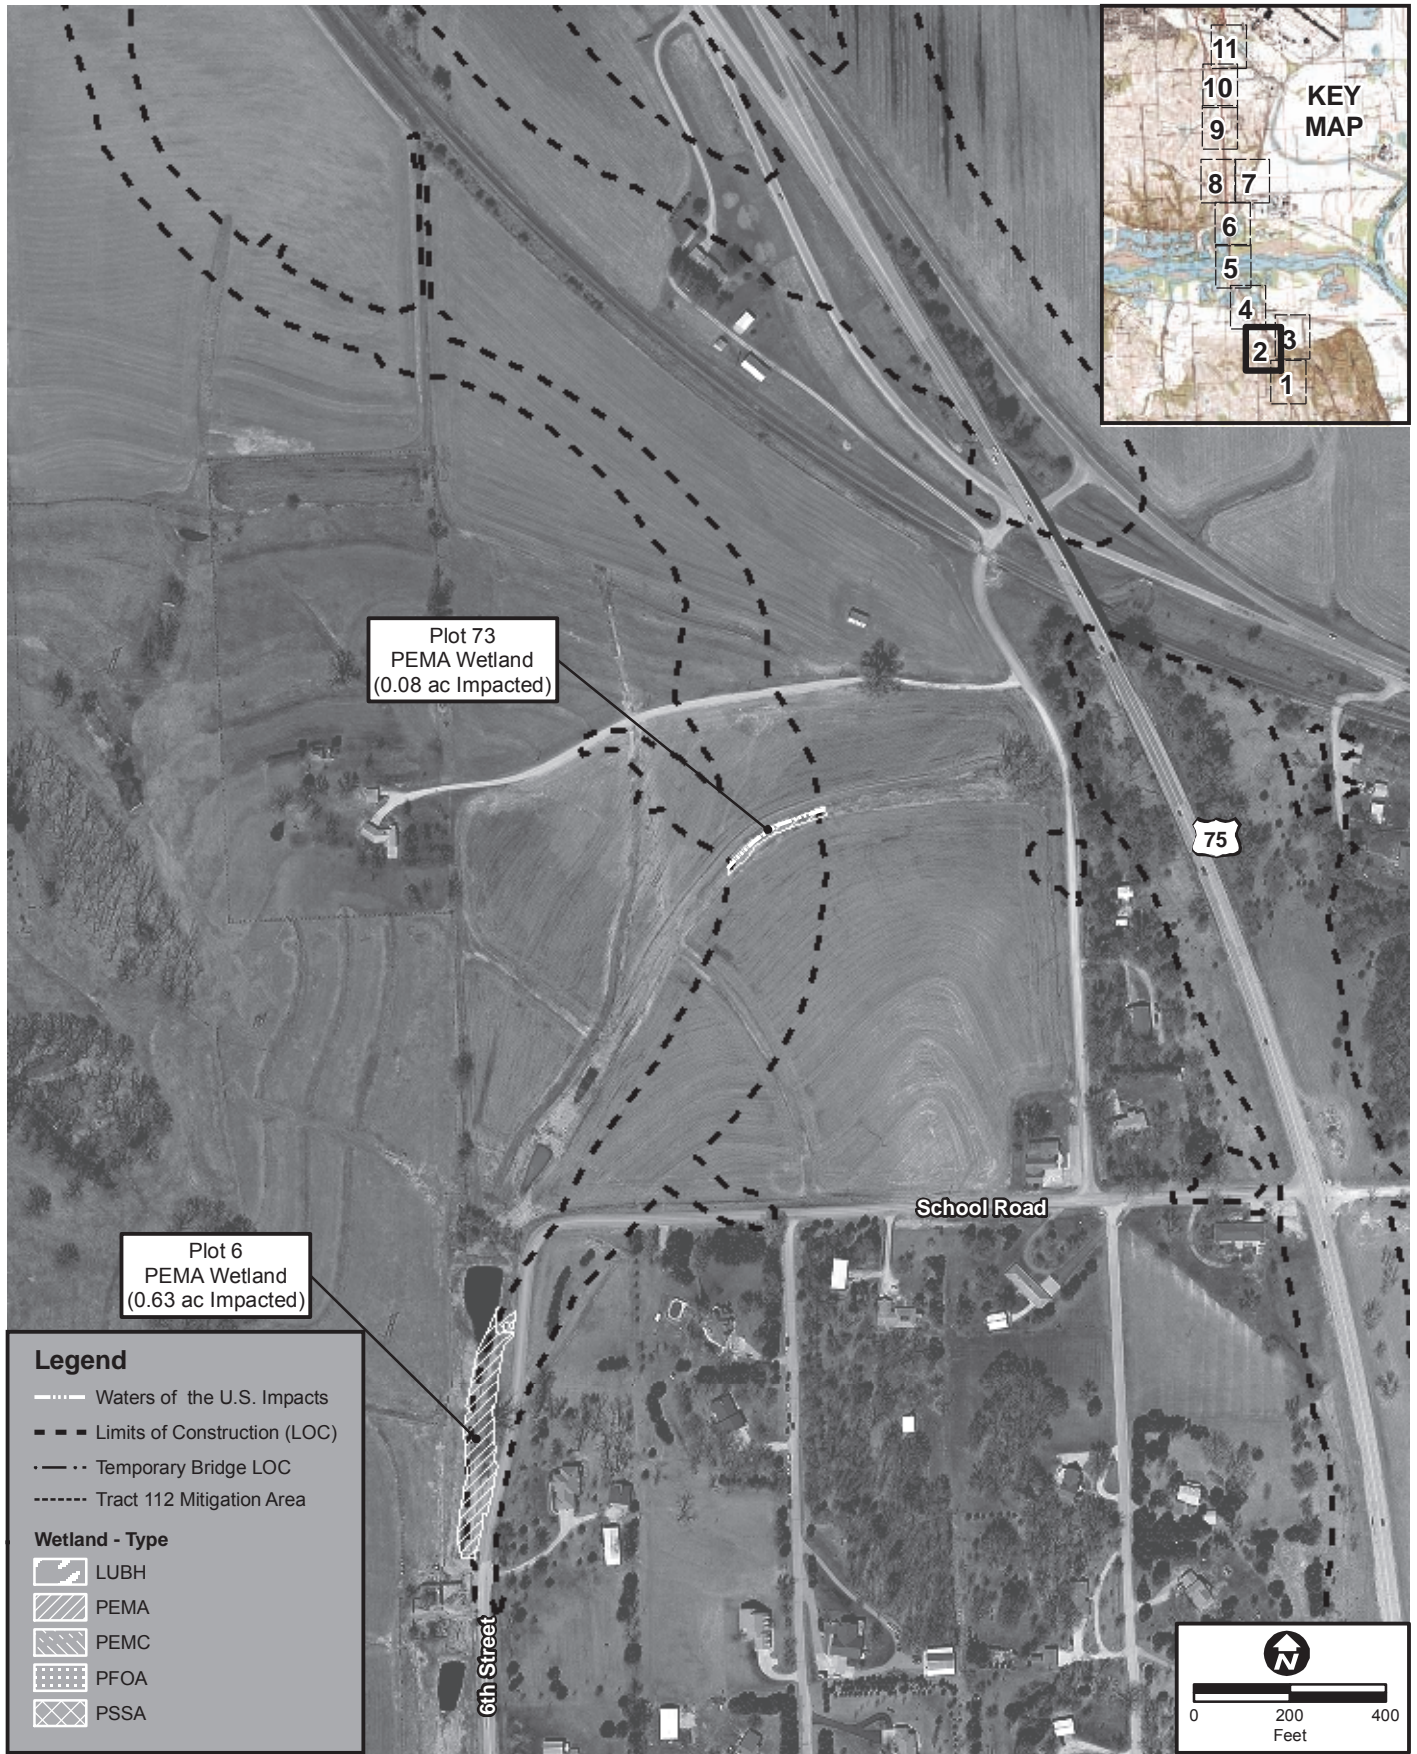 11
10
KEY
MAP
9
8
7
6
5
4
3
2
1
Plot 73
PEMA Wetland
(0.08 ac Impacted)
75
School Road
Plot 6
PEMA Wetland
(0.63 ac Impacted)
Legend
Waters of the U.S. Impacts
Limits of Construction (LOC)
Temporary Bridge LOC
Tract 112 Mitigation Area
Wetland - Type
LUBH
PEMA
PEMC
PFOA
PSSA
6th Street
N
0 200 400
Feet